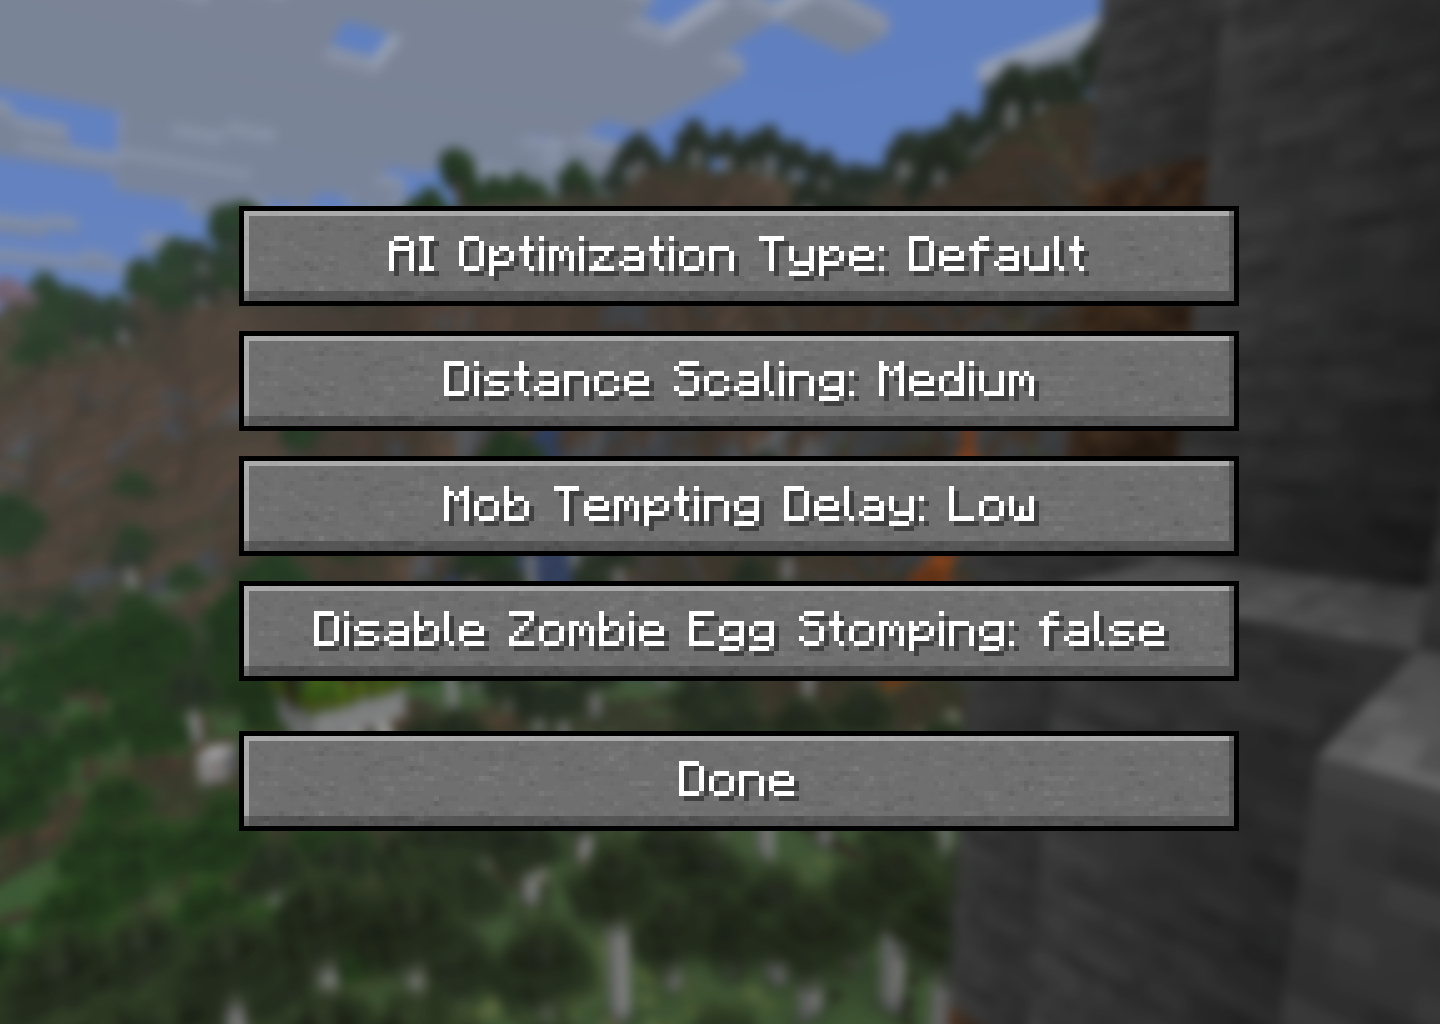 AI Optimization Type: Default
Distance Scaling: Medium
Mob Tempting Delay: Low
Disable Zombie Egg Stomping: false
Done